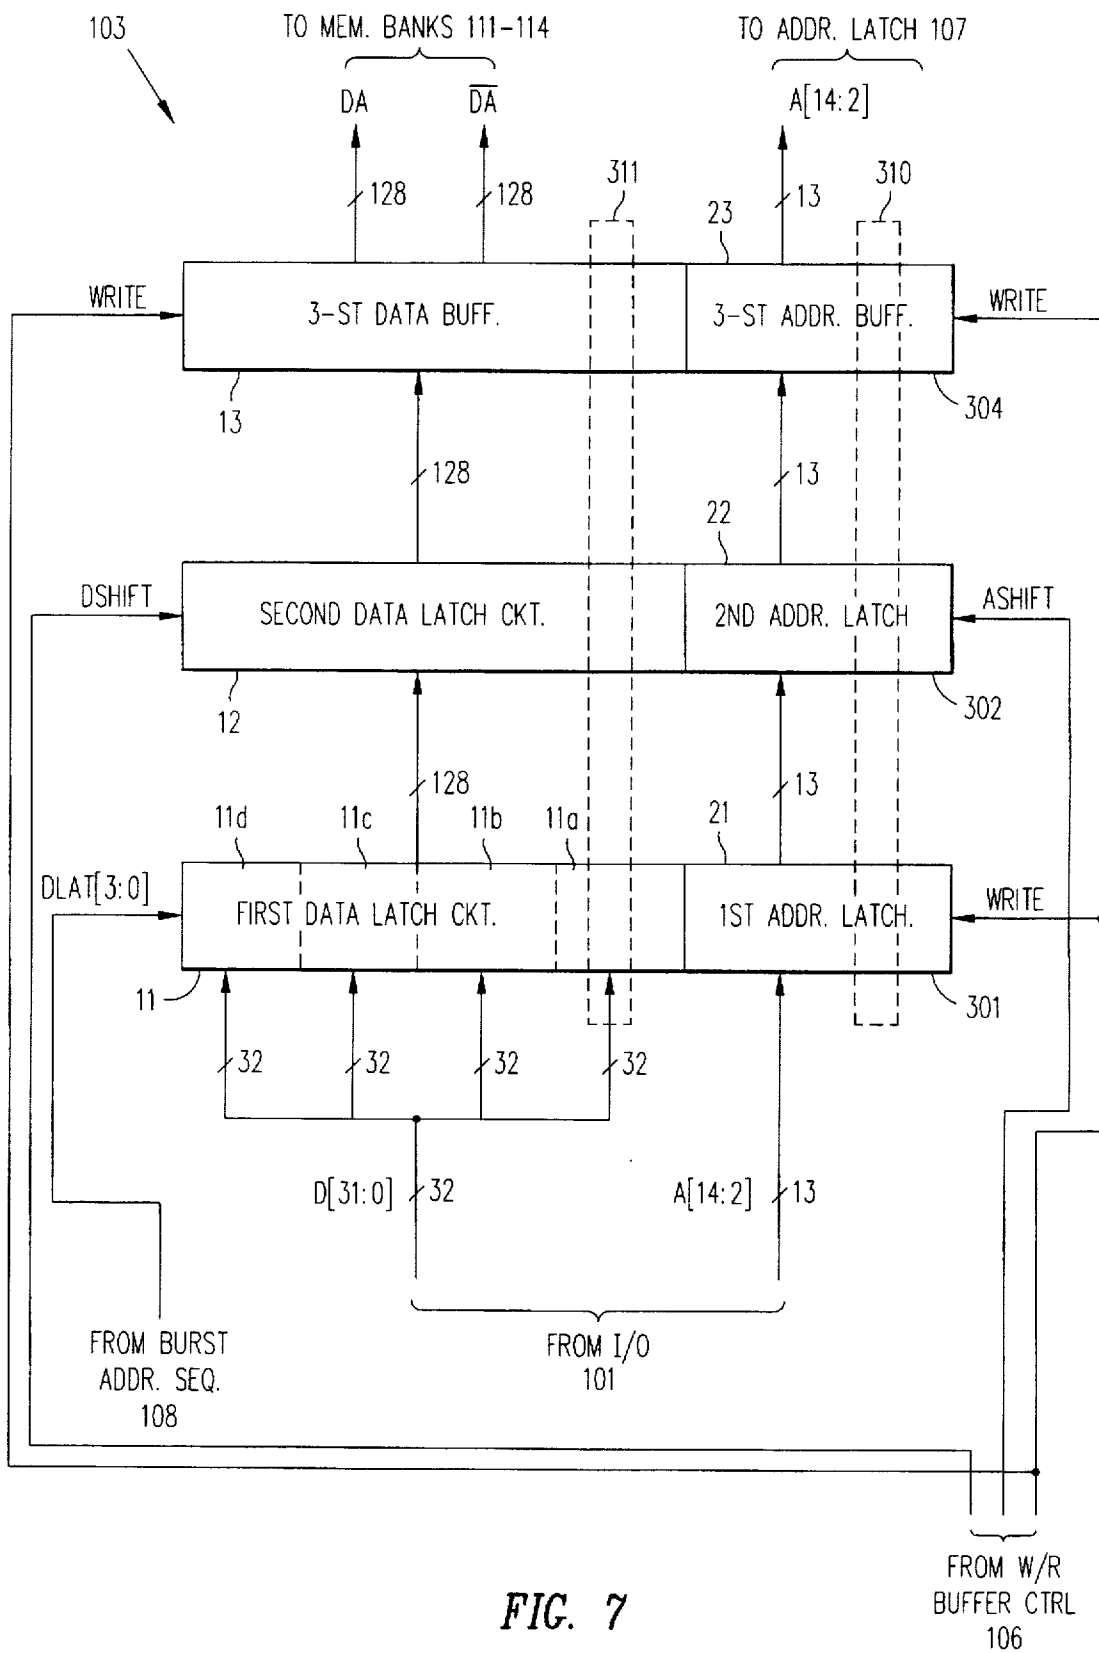 103
TO MEM. BANKS 111-114
TO ADDR. LATCH 107
DA
D̅A̅
A[14:2]
128
128
311
13
310
23
WRITE
3-ST DATA BUFF.
3-ST ADDR. BUFF.
WRITE
13
304
128
13
22
DSHIFT
SECOND DATA LATCH CKT.
2ND ADDR. LATCH
ASHIFT
12
302
128
13
11d
11c
11b
11a
21
DLAT[3:0]
FIRST DATA LATCH CKT.
1ST ADDR. LATCH.
WRITE
11
301
32
32
32
32
D[31:0]
32
A[14:2]
13
FROM BURST
ADDR. SEQ.
108
FROM I/O
101
FROM W/R
BUFFER CTRL
106
FIG. 7